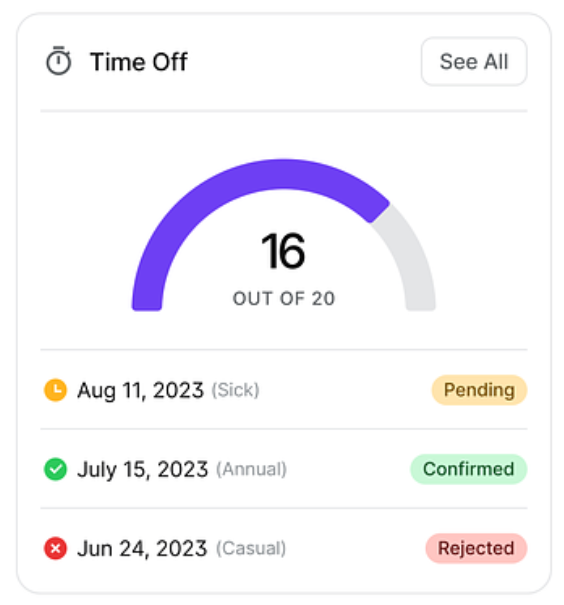 Time Off
See All
16
OUT OF 20
Aug 11, 2023 (Sick)
Pending
July 15, 2023 (Annual)
Confirmed
Jun 24, 2023 (Casual)
Rejected